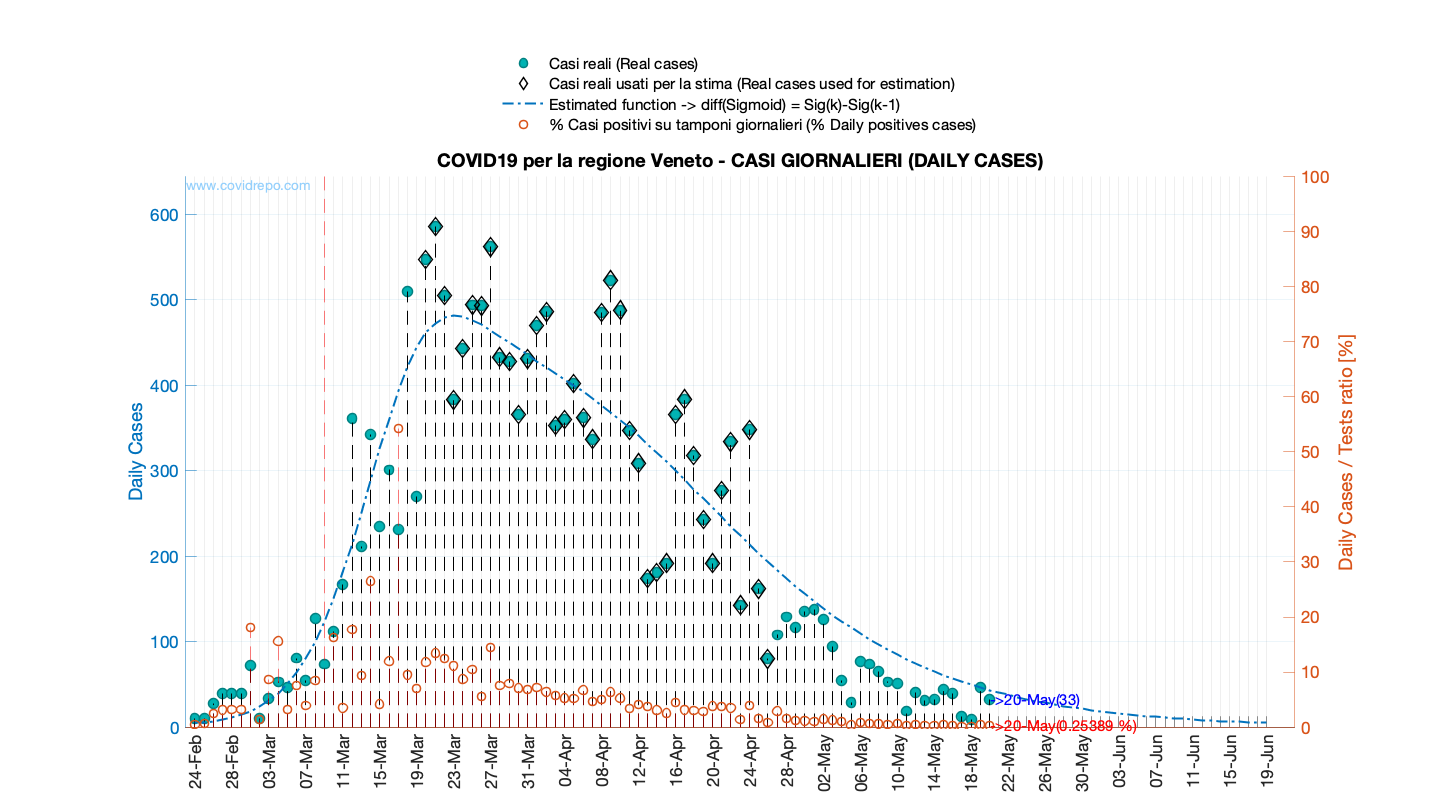 Casi reali (Real cases)
Casi reali usati per la stima (Real cases used for estimation)
Estimated function -> diff(Sigmoid) = Sig(k)-Sig(k-1)
% Casi positivi su tamponi giornalieri (% Daily positives cases)
COVID19 per la regione Veneto - CASI GIORNALIERI (DAILY CASES)
www.covidrepo.com
Daily Cases
600
500
400
300
200
100
0
100
90
80
70
60
50
40
30
20
10
0
Daily Cases / Tests ratio [%]
->20-May(33)
->20-May(0.25389 %)
24-Feb
28-Feb
03-Mar
07-Mar
11-Mar
15-Mar
19-Mar
23-Mar
27-Mar
31-Mar
04-Apr
08-Apr
12-Apr
16-Apr
20-Apr
24-Apr
28-Apr
02-May
06-May
10-May
14-May
18-May
22-May
26-May
30-May
03-Jun
07-Jun
11-Jun
15-Jun
19-Jun